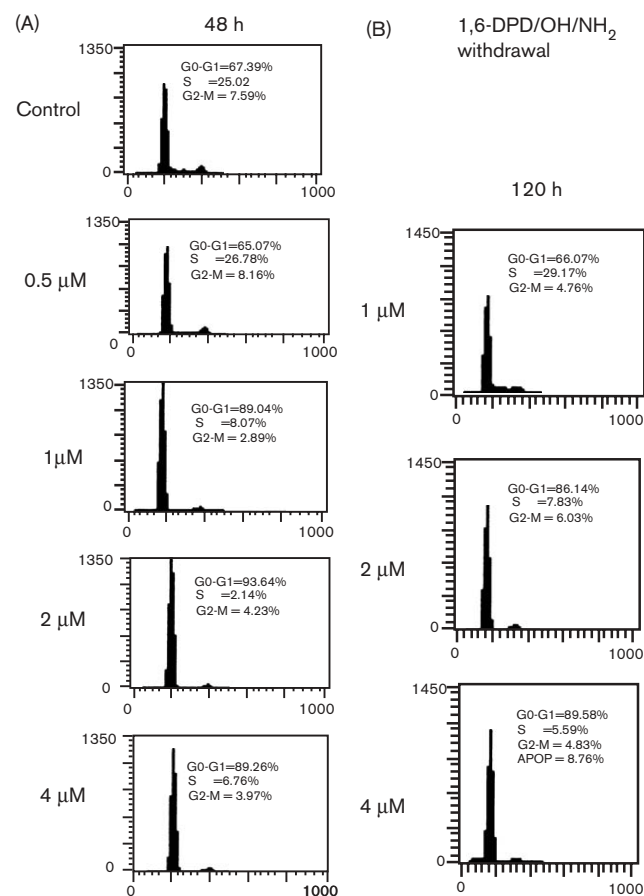 (A)
48 h
Control
1350
G0-G1=67.39%
S =25.02
G2-M = 7.59%
0
0
1000
0.5 µM
1350
G0-G1=65.07%
S =26.78%
G2-M = 8.16%
0
0
1000
1µM
1350
G0-G1=89.04%
S =8.07%
G2-M = 2.89%
0
0
1000
2 µM
1350
G0-G1=93.64%
S =2.14%
G2-M = 4.23%
0
0
1000
4 µM
1350
G0-G1=89.26%
S =6.76%
G2-M = 3.97%
0
0
1000
(B)
1,6-DPD/OH/NH2
withdrawal
120 h
1 µM
1450
G0-G1=66.07%
S =29.17%
G2-M = 4.76%
0
0
1000
2 µM
1450
G0-G1=86.14%
S =7.83%
G2-M = 6.03%
0
0
1000
4 µM
1450
G0-G1=89.58%
S =5.59%
G2-M = 4.83%
APOP = 8.76%
0
0
1000